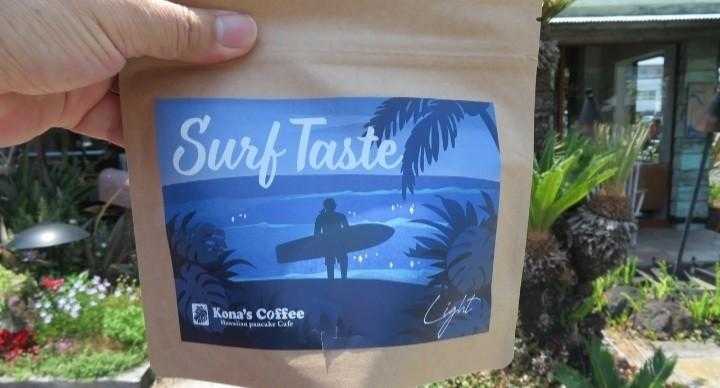 Surf Taste
Kona's Coffee
Hawaiian pancake Cafe
Light